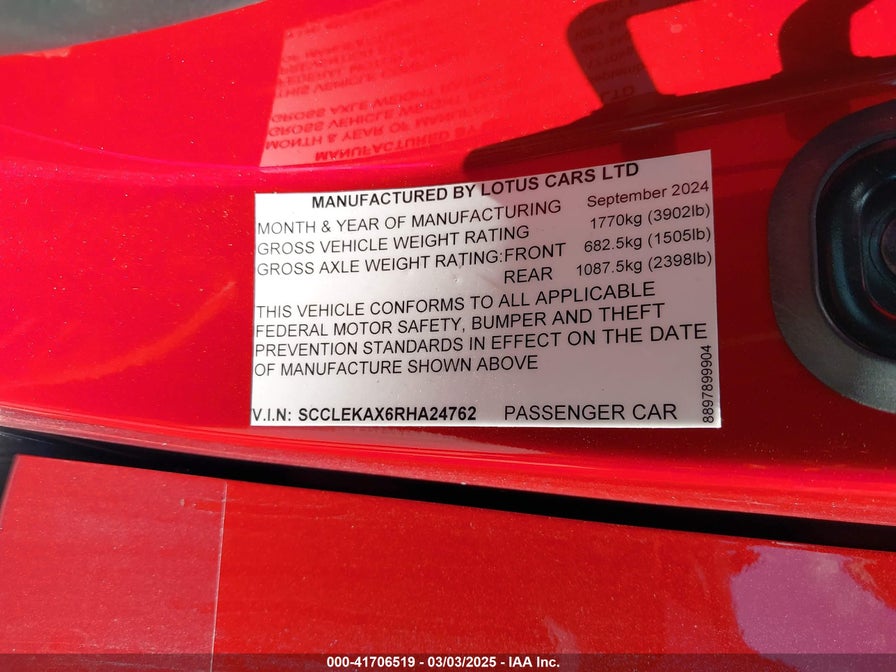 MANUFACTURED BY LOTUS CARS LTD
MONTH & YEAR OF MANUFACTURING September 2024
GROSS VEHICLE WEIGHT RATING 1770kg (3902lb)
GROSS AXLE WEIGHT RATING: FRONT 682.5kg (1505lb)
REAR 1087.5kg (2398lb)
THIS VEHICLE CONFORMS TO ALL APPLICABLE
FEDERAL MOTOR SAFETY, BUMPER AND THEFT
PREVENTION STANDARDS IN EFFECT ON THE DATE
OF MANUFACTURE SHOWN ABOVE
V.I.N: SCCLEKAX6RHA24762 PASSENGER CAR
8897899904
000-41706519 - 03/03/2025 - IAA Inc.